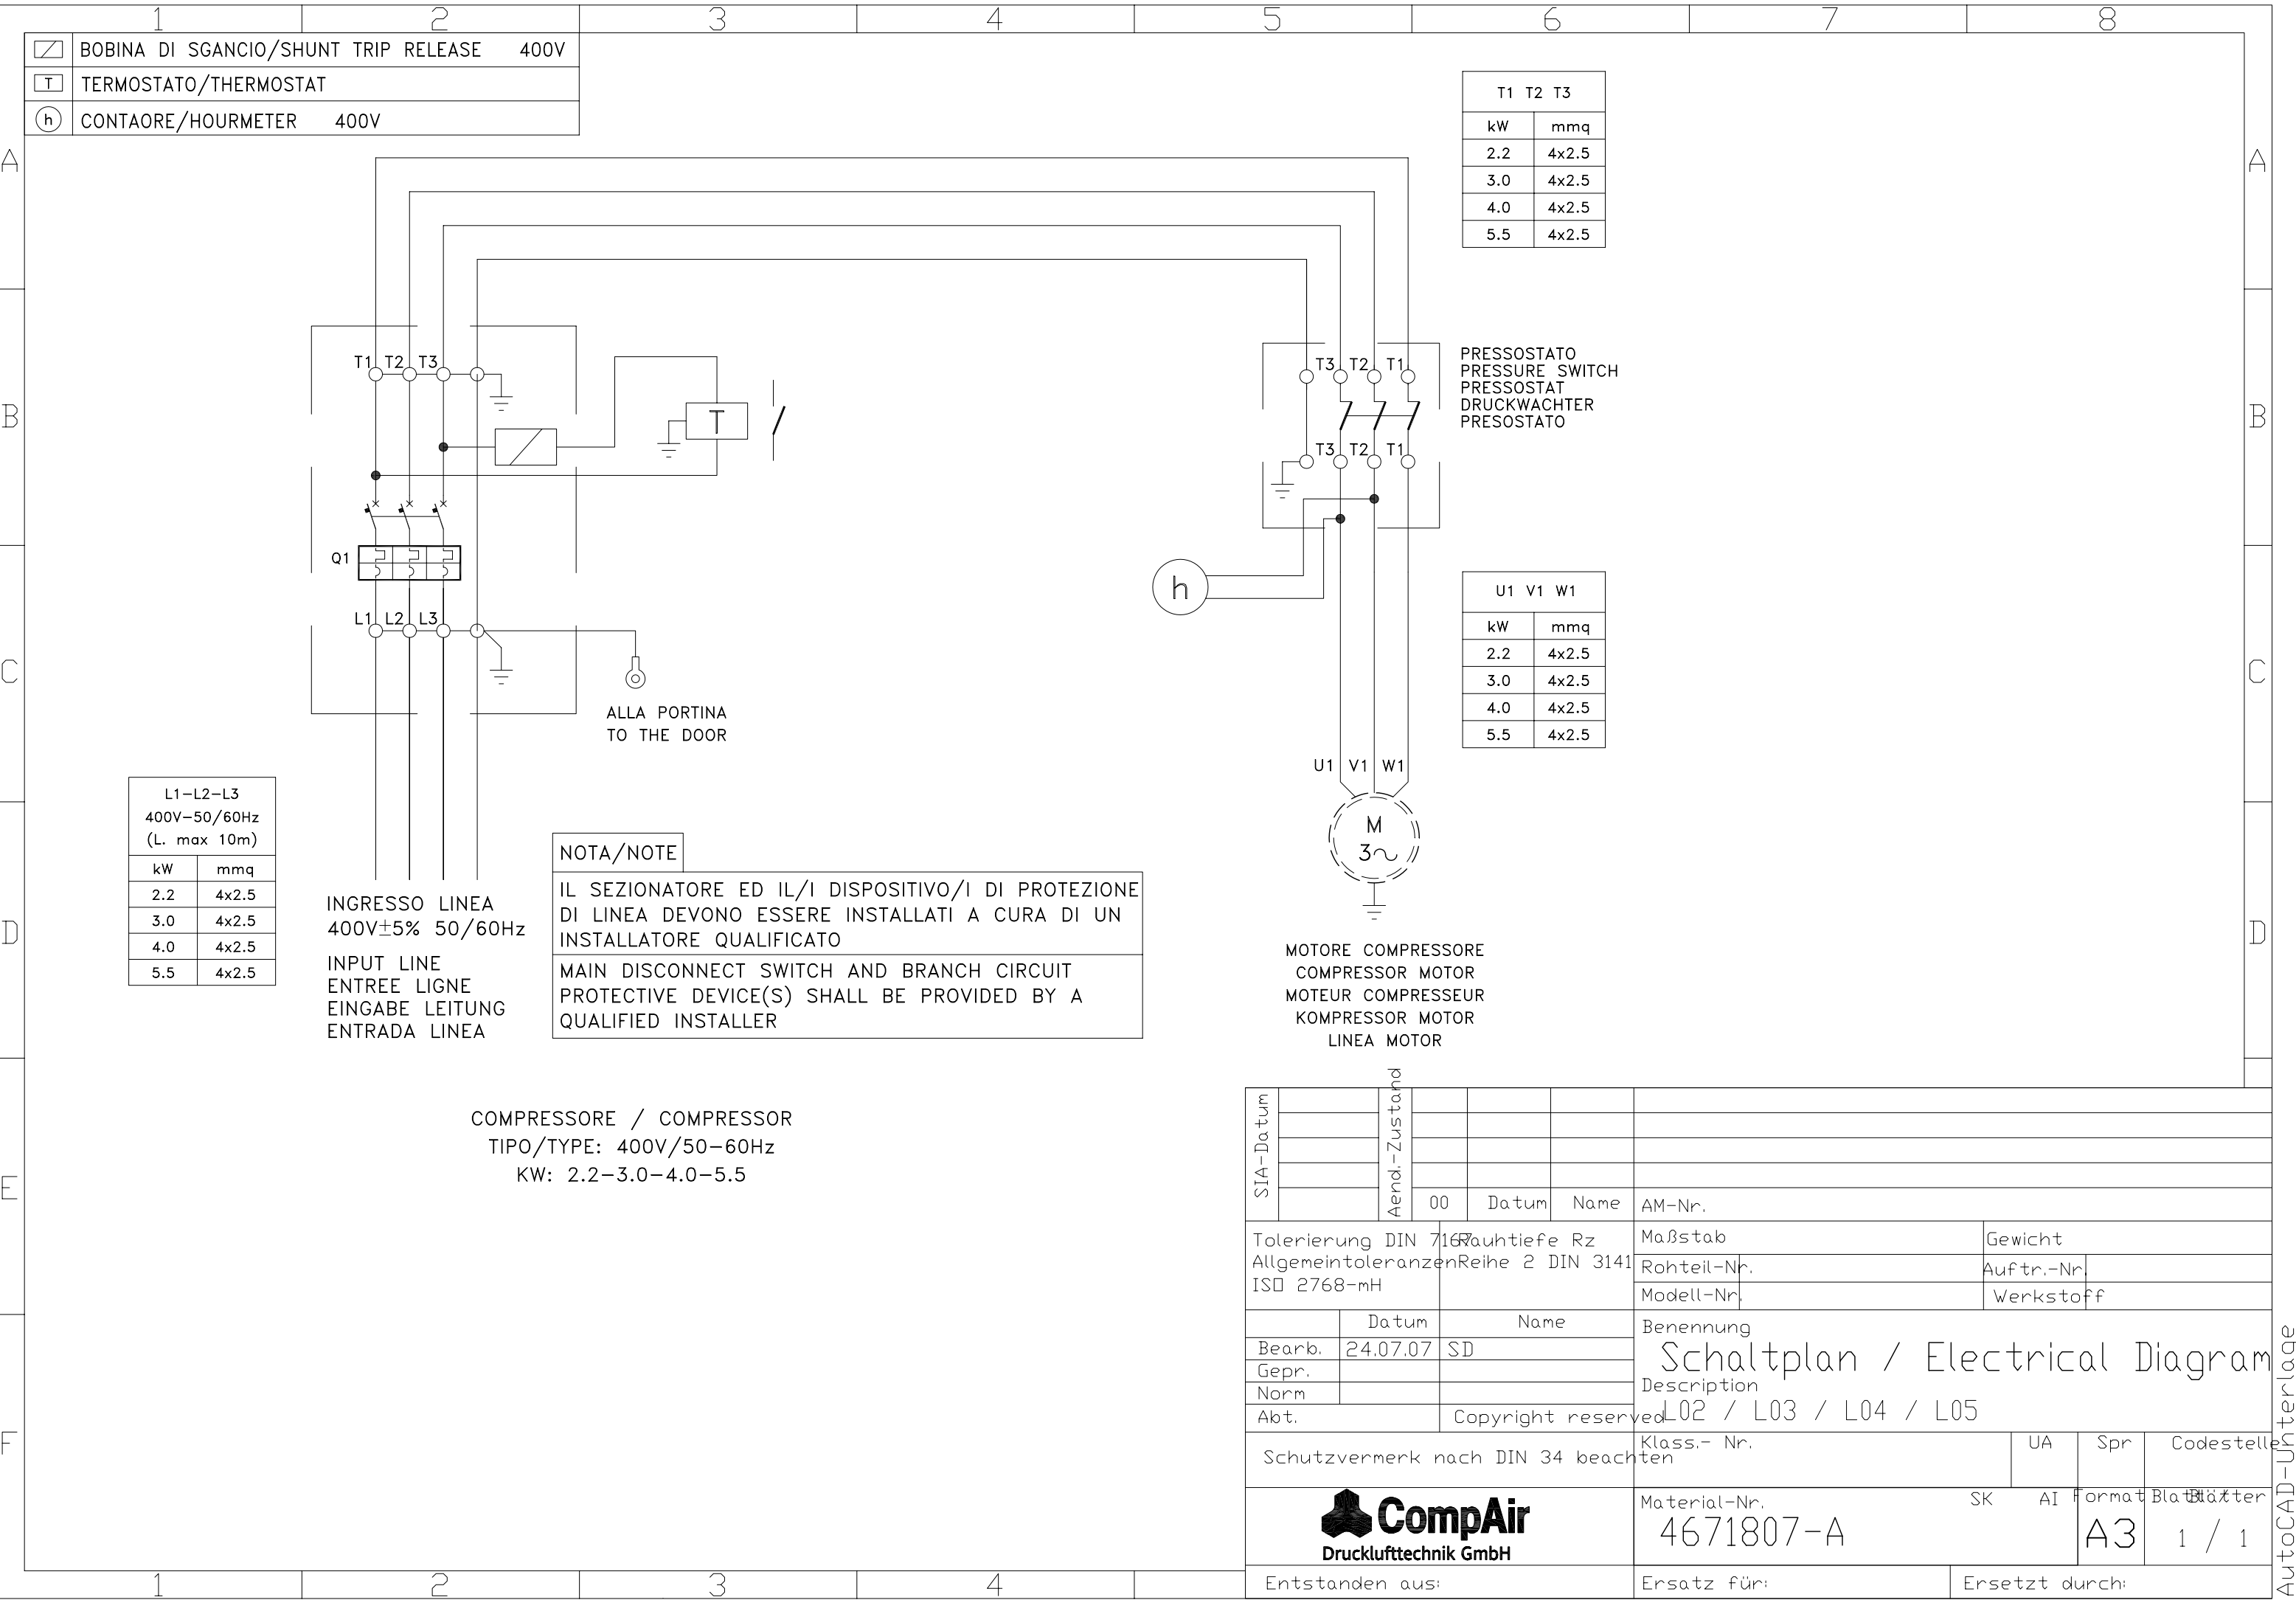 1 2 3 4 5 6 7 8
BOBINA DI SGANCIO/SHUNT TRIP RELEASE 400V
T TERMOSTATO/THERMOSTAT
h CONTAORE/HOURMETER 400V
A A
B B
C C
D D
E
F
T1 T2 T3
kW mmq
2.2 4x2.5
3.0 4x2.5
4.0 4x2.5
5.5 4x2.5
T1 T2 T3
T
Q1
L1 L2 L3
ALLA PORTINA
TO THE DOOR
T3 T2 T1
T3 T2 T1
PRESSOSTATO
PRESSURE SWITCH
PRESSOSTAT
DRUCKWACHTER
PRESOSTATO
h
U1 V1 W1
kW mmq
2.2 4x2.5
3.0 4x2.5
4.0 4x2.5
5.5 4x2.5
U1 V1 W1
M
3~
MOTORE COMPRESSORE
COMPRESSOR MOTOR
MOTEUR COMPRESSEUR
KOMPRESSOR MOTOR
LINEA MOTOR
L1-L2-L3
400V-50/60Hz
(L. max 10m)
kW mmq
2.2 4x2.5
3.0 4x2.5
4.0 4x2.5
5.5 4x2.5
INGRESSO LINEA
400V±5% 50/60Hz
INPUT LINE
ENTREE LIGNE
EINGABE LEITUNG
ENTRADA LINEA
NOTA/NOTE
IL SEZIONATORE ED IL/I DISPOSITIVO/I DI PROTEZIONE
DI LINEA DEVONO ESSERE INSTALLATI A CURA DI UN
INSTALLATORE QUALIFICATO
MAIN DISCONNECT SWITCH AND BRANCH CIRCUIT
PROTECTIVE DEVICE(S) SHALL BE PROVIDED BY A
QUALIFIED INSTALLER
COMPRESSORE / COMPRESSOR
TIPO/TYPE: 400V/50-60Hz
KW: 2.2-3.0-4.0-5.5
SIA-Datum
Aend.-Zustand
00 Datum Name AM-Nr.
Tolerierung DIN 7167
Allgemeintoleranzen
ISO 2768-mH
Rauhtiefe Rz
Reihe 2 DIN 3141
Maßstab Gewicht
Rohteil-Nr. Auftr.-Nr.
Modell-Nr. Werkstoff
Datum Name
Bearb. 24.07.07 SD
Gepr.
Norm
Abt. Copyright reserved
Benennung
Schaltplan / Electrical Diagram
Description
L02 / L03 / L04 / L05
Schutzvermerk nach DIN 34 beachten
Klass.- Nr. UA Spr Codestelle
CompAir
Drucklufttechnik GmbH
Material-Nr. SK AI Format Blatt Blätter
4671807-A A3 1 / 1
Entstanden aus: Ersatz für: Ersetzt durch:
AutoCAD-Unterlage
1 2 3 4